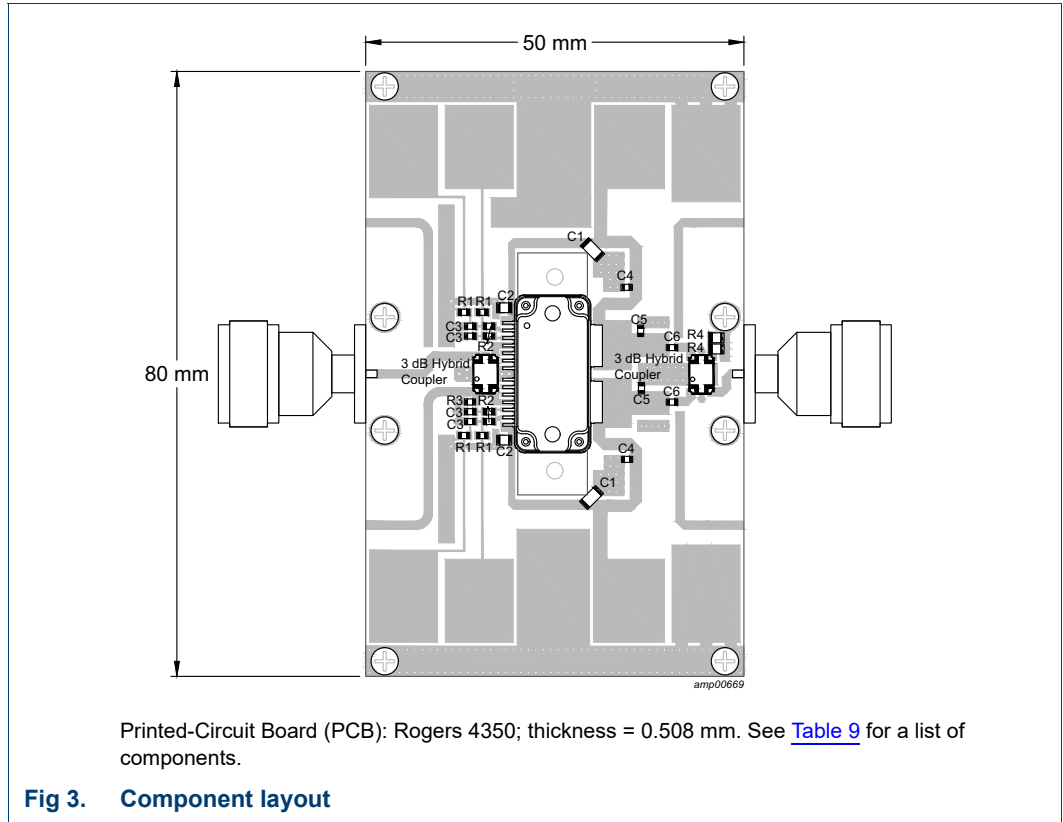 50 mm
80 mm
C1
C4
R1 R1 C2
C3
C3
C5
R2
C6
R4
R4
3 dB Hybrid
Coupler
3 dB Hybrid
Coupler
R3 R2
C3
C3
C5
C6
R1 R1 C2
C4
C1
amp00669
Printed-Circuit Board (PCB): Rogers 4350; thickness = 0.508 mm. See Table 9 for a list of
components.
Fig 3. Component layout